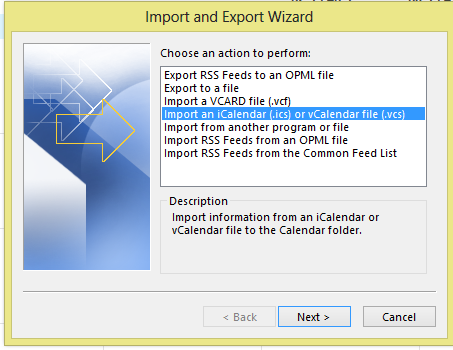 Import and Export Wizard
Choose an action to perform:
Export RSS Feeds to an OPML file
Export to a file
Import a VCARD file (.vcf)
Import an iCalendar (.ics) or vCalendar file (.vcs)
Import from another program or file
Import RSS Feeds from an OPML file
Import RSS Feeds from the Common Feed List
Description
Import information from an iCalendar or
vCalendar file to the Calendar folder.
< Back
Next >
Cancel